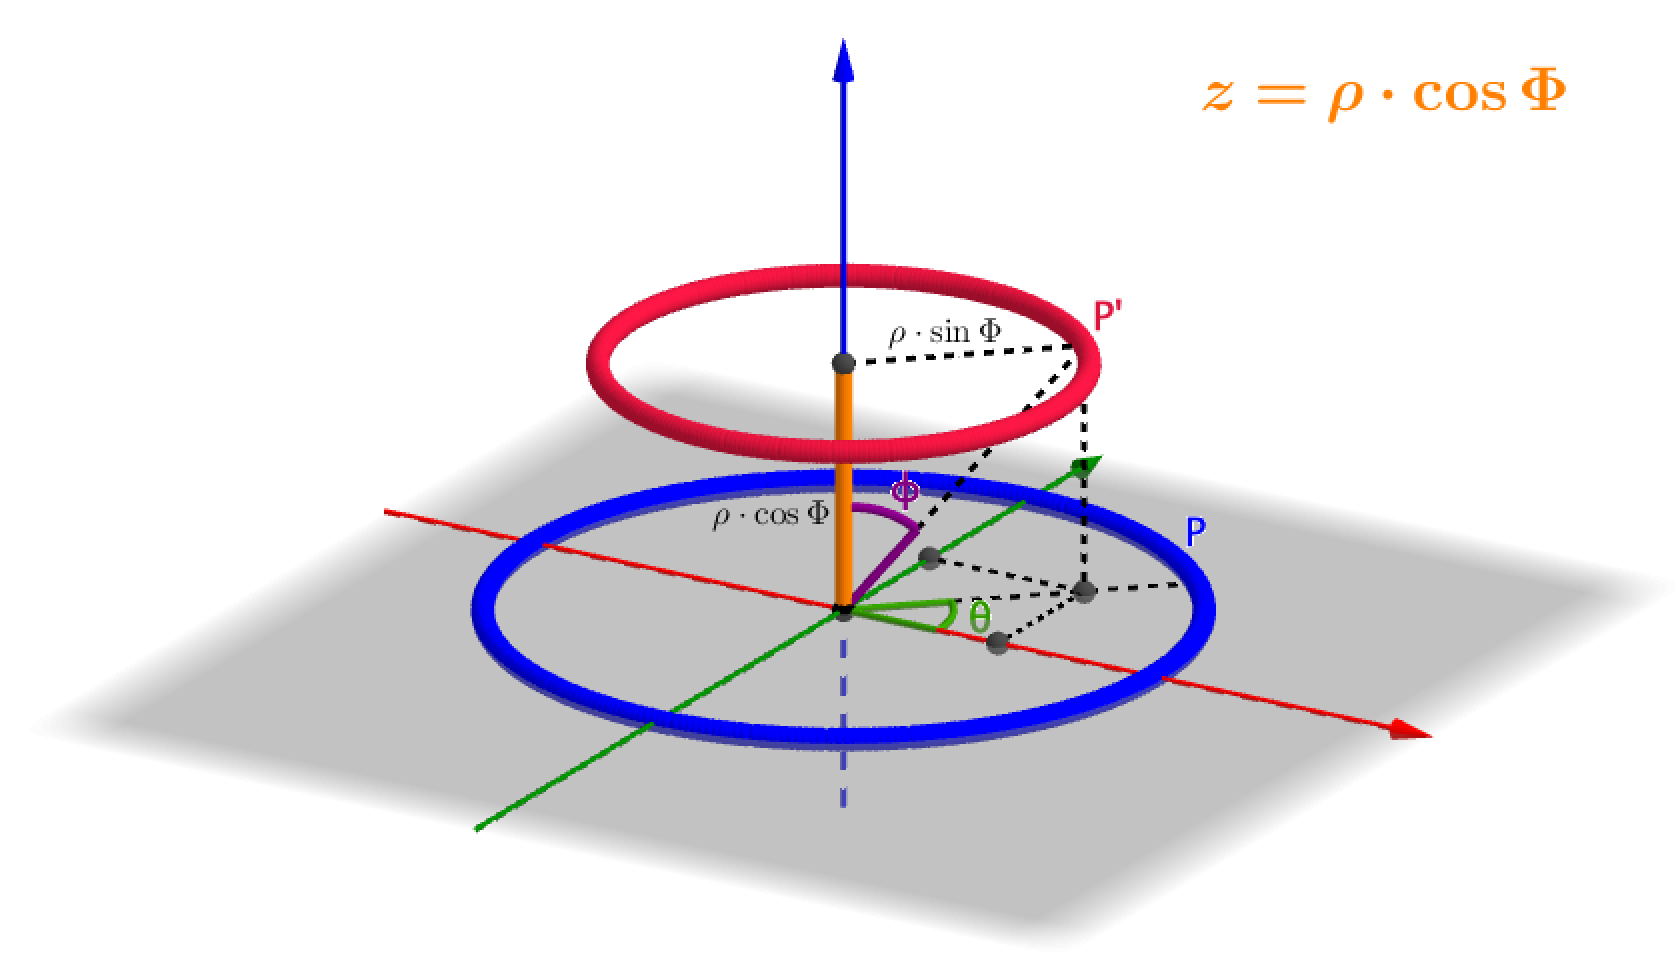 z = ρ · cos Φ
P'
ρ · sin Φ
ϕ
ρ · cos Φ
P
θ